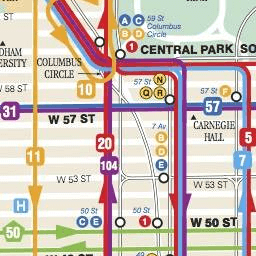 A C 59 St
B D Columbus
1 Circle
CENTRAL PARK SO
DHAM
ERSITY
COLUMBUS
CIRCLE
57 St N
Q R
57 St F
W 58 ST
10
31
W 57 ST
57
CARNEGIE
HALL
7 Av
B
D
E
20
104
5
7
11
W 53 ST
W 53 ST
H
50 St
C E
50 St
1
W 50 ST
50
49